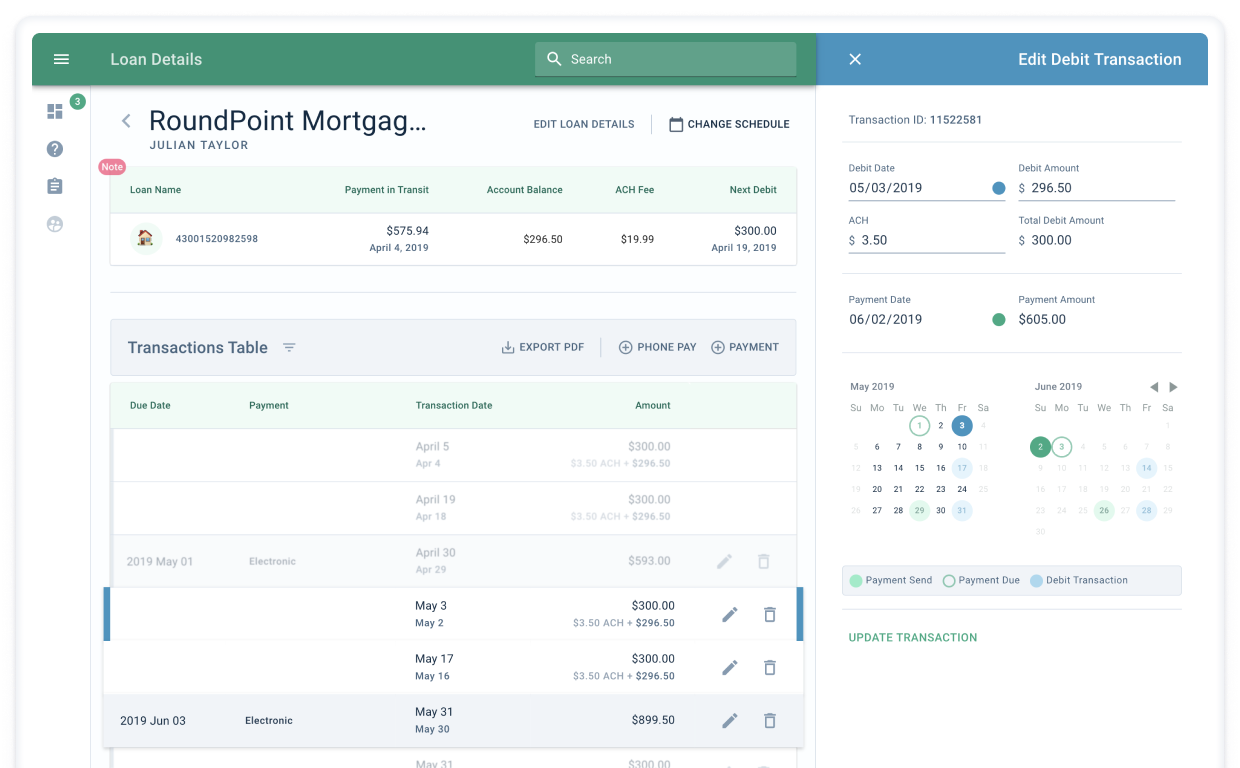 Loan Details
Search
Edit Debit Transaction
3
RoundPoint Mortgag...
JULIAN TAYLOR
EDIT LOAN DETAILS
CHANGE SCHEDULE
Note
Loan Name Payment in Transit Account Balance ACH Fee Next Debit
43001520982598 $575.94 $296.50 $19.99 $300.00
April 4, 2019 April 19, 2019
Transactions Table
EXPORT PDF
PHONE PAY
PAYMENT
Due Date Payment Transaction Date Amount
April 5 $300.00
Apr 4 $3.50 ACH + $296.50
April 19 $300.00
Apr 18 $3.50 ACH + $296.50
2019 May 01 Electronic April 30 $593.00
Apr 29
May 3 $300.00
May 2 $3.50 ACH + $296.50
May 17 $300.00
May 16 $3.50 ACH + $296.50
2019 Jun 03 Electronic May 31 $899.50
May 30
May 31 $300.00
Transaction ID: 11522581
Debit Date Debit Amount
05/03/2019 $ 296.50
ACH Total Debit Amount
$ 3.50 $ 300.00
Payment Date Payment Amount
06/02/2019 $605.00
May 2019
Su Mo Tu We Th Fr Sa
1 2 3 4
5 6 7 8 9 10 11
12 13 14 15 16 17 18
19 20 21 22 23 24 25
26 27 28 29 30 31
June 2019
Su Mo Tu We Th Fr Sa
1
2 3 4 5 6 7 8
9 10 11 12 13 14 15
16 17 18 19 20 21 22
23 24 25 26 27 28 29
30
Payment Send Payment Due Debit Transaction
UPDATE TRANSACTION